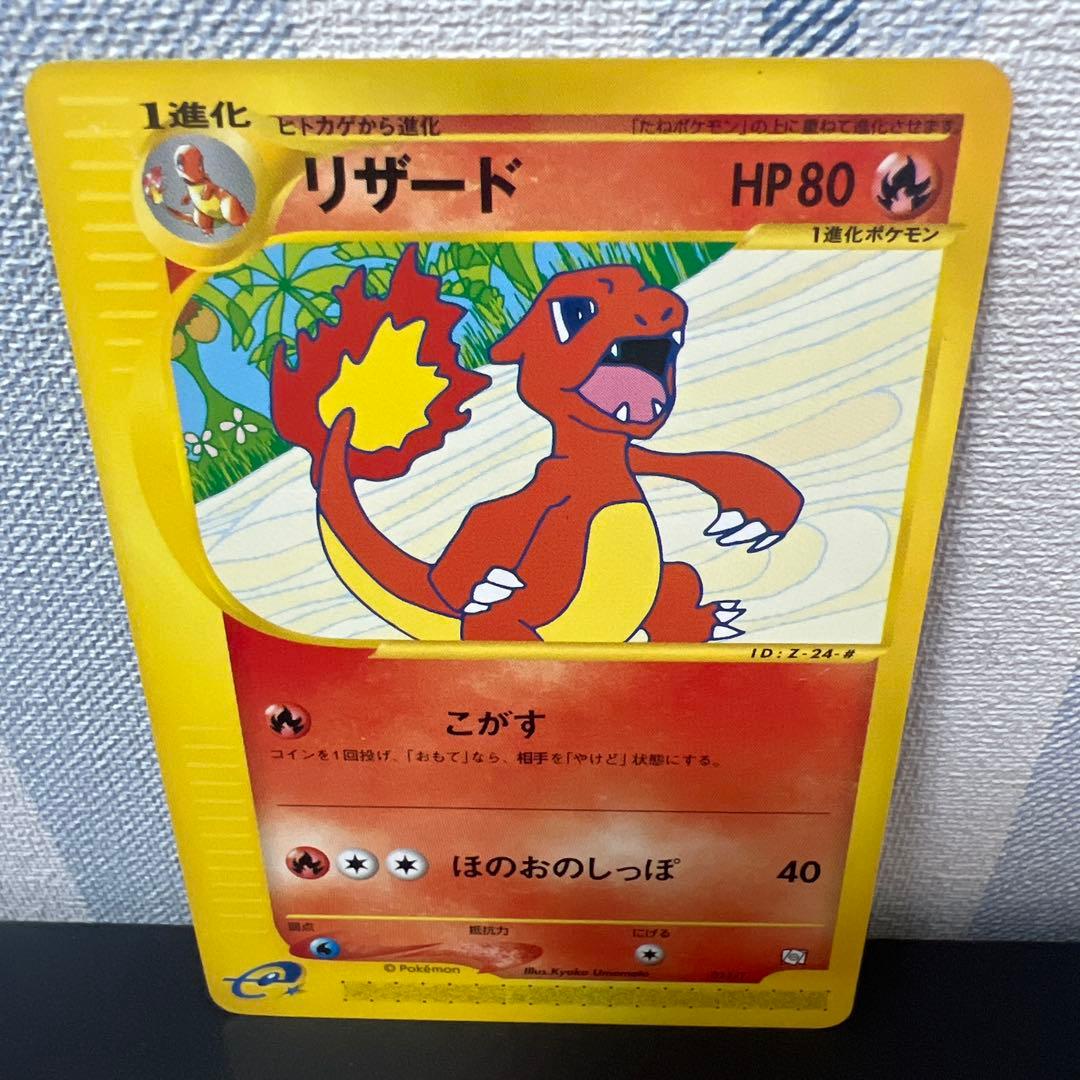 1進化 ヒトカゲから進化 「たねポケモン」の上に重ねて進化させます
リザード HP80
1進化ポケモン
ID:Z-24-#
こがす
コインを1回投げ、「おもて」なら、相手を「やけど」状態にする。
ほのおのしっぽ 40
弱点 抵抗力 にげる
© Pokémon Illus.Kyoko Umemoto
e